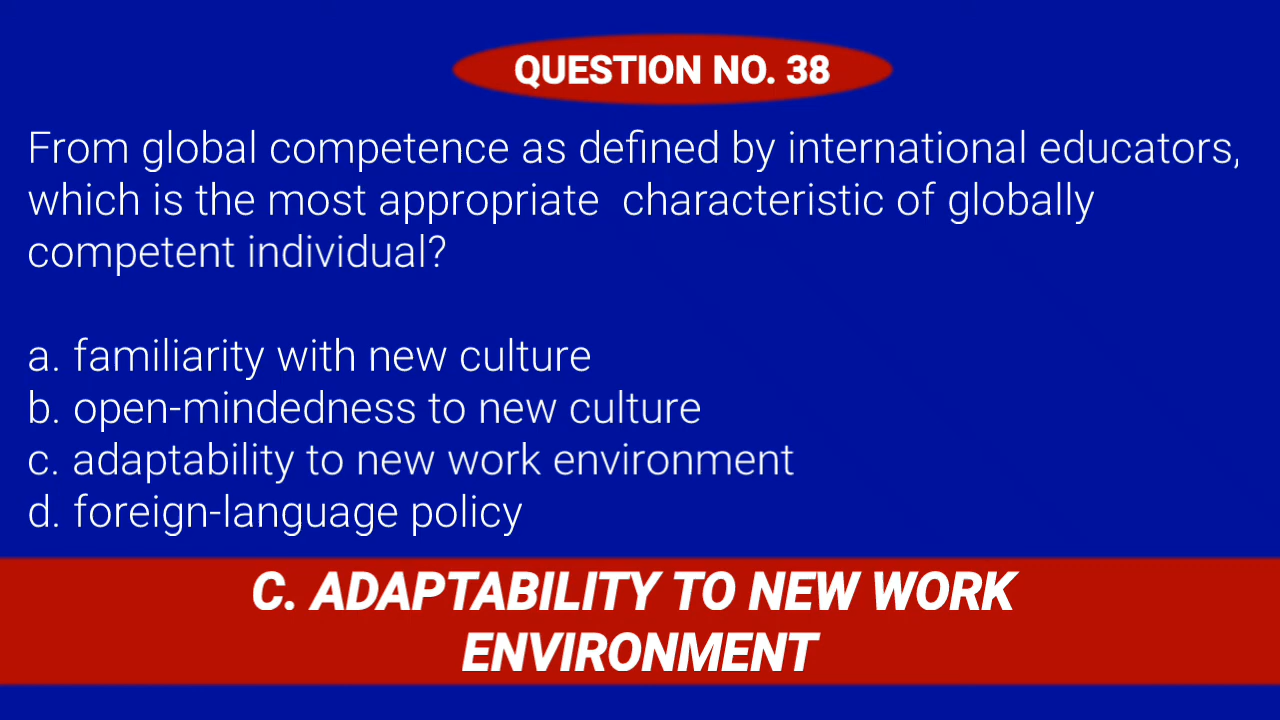 QUESTION NO. 38
From global competence as defined by international educators,
which is the most appropriate characteristic of globally
competent individual?
a. familiarity with new culture
b. open-mindedness to new culture
c. adaptability to new work environment
d. foreign-language policy
C. ADAPTABILITY TO NEW WORK
ENVIRONMENT